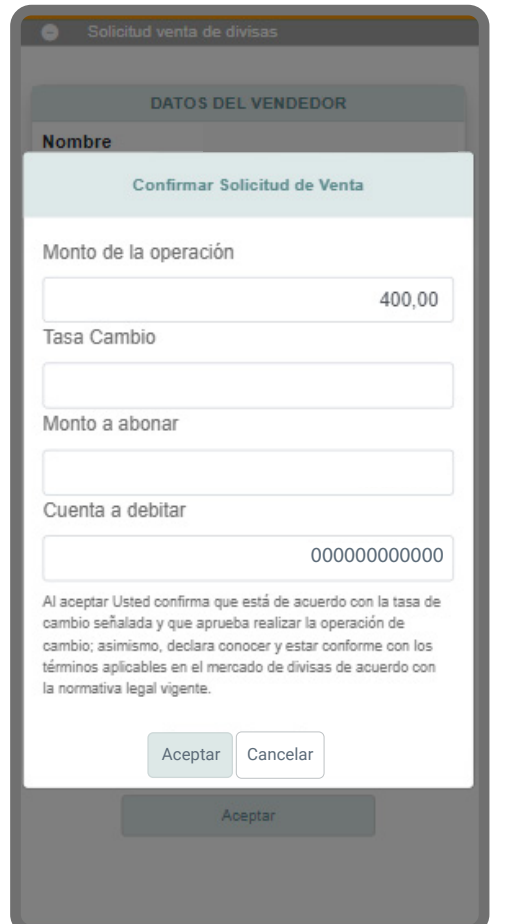 Solicitud venta de divisas
DATOS DEL VENDEDOR
Nombre
Confirmar Solicitud de Venta
Monto de la operación
400,00
Tasa Cambio
Monto a abonar
Cuenta a debitar
000000000000
Al aceptar Usted confirma que está de acuerdo con la tasa de
cambio señalada y que aprueba realizar la operación de
cambio; asimismo, declara conocer y estar conforme con los
términos aplicables en el mercado de divisas de acuerdo con
la normativa legal vigente.
Aceptar Cancelar
Aceptar